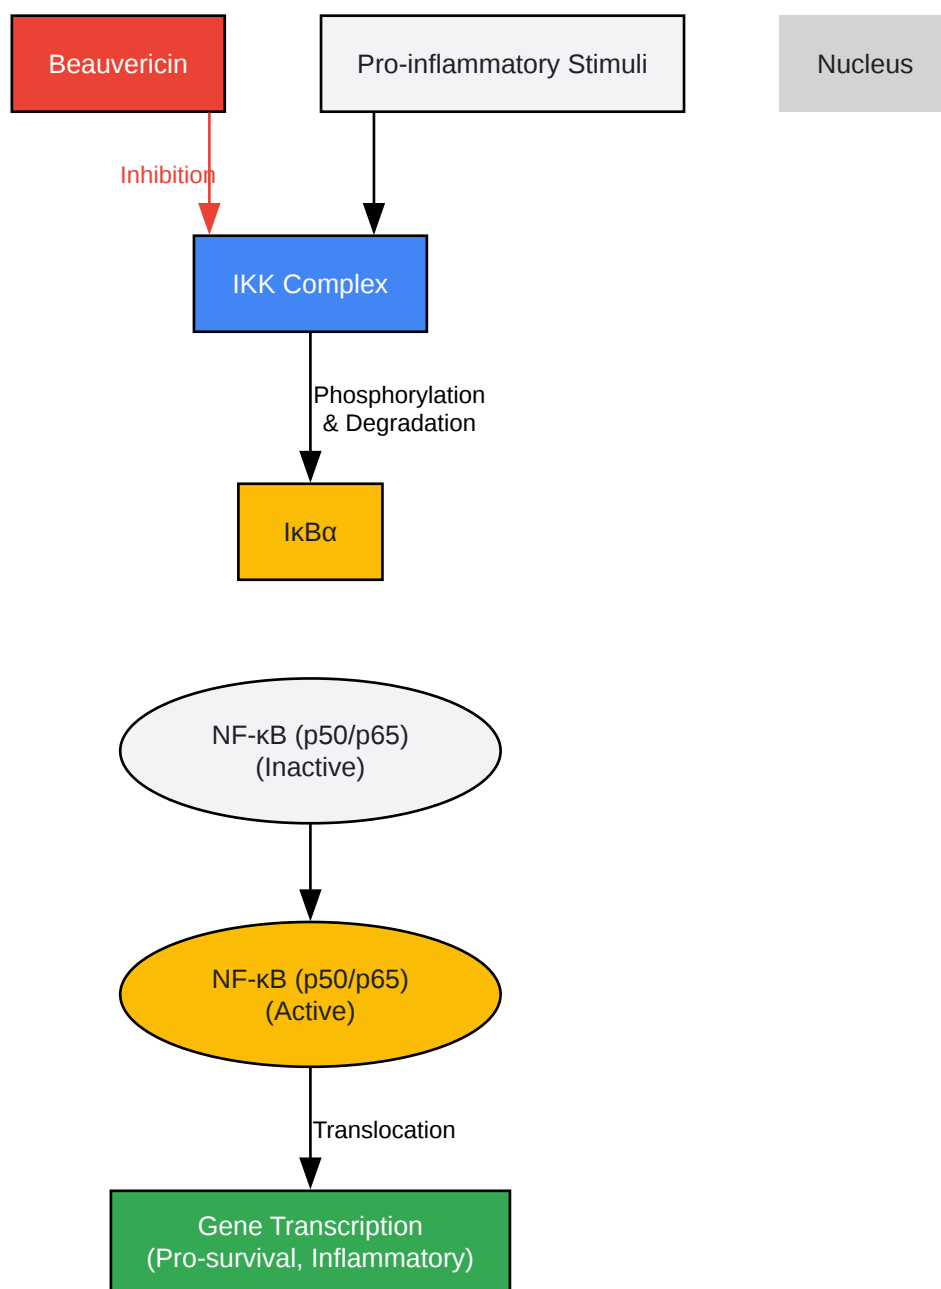 Beauvericin
Pro-inflammatory Stimuli
Nucleus
Inhibition
IKK Complex
Phosphorylation
& Degradation
IκBα
NF-κB (p50/p65)
(Inactive)
NF-κB (p50/p65)
(Active)
Translocation
Gene Transcription
(Pro-survival, Inflammatory)